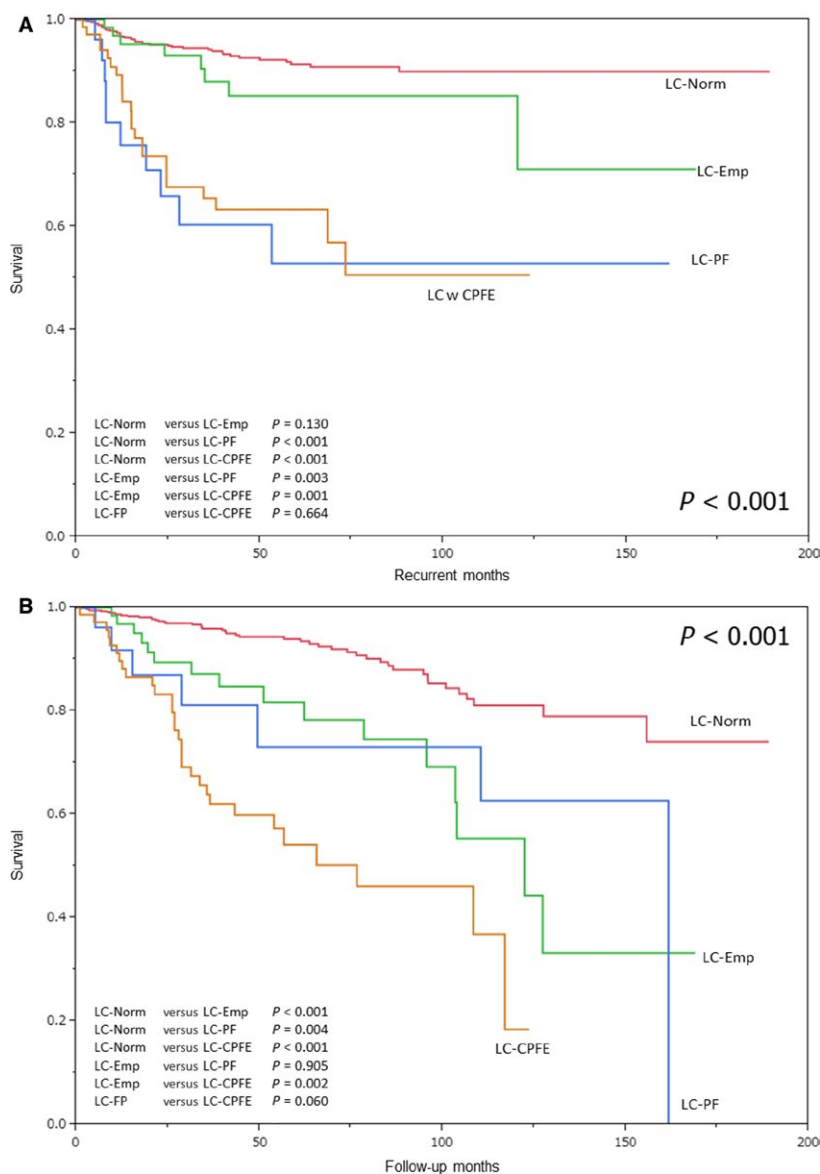 A
1.0
0.8
0.6
0.4
0.2
0.0
Survival
LC-Norm
LC-Emp
LC-PF
LC w CPFE
LC-Norm versus LC-Emp P = 0.130
LC-Norm versus LC-PF P < 0.001
LC-Norm versus LC-CPFE P < 0.001
LC-Emp versus LC-PF P = 0.003
LC-Emp versus LC-CPFE P = 0.001
LC-FP versus LC-CPFE P = 0.664
P < 0.001
0 50 100 150 200
Recurrent months
B
1.0
0.8
0.6
0.4
0.2
0.0
Survival
P < 0.001
LC-Norm
LC-Emp
LC-CPFE
LC-PF
LC-Norm versus LC-Emp P < 0.001
LC-Norm versus LC-PF P = 0.004
LC-Norm versus LC-CPFE P < 0.001
LC-Emp versus LC-PF P = 0.905
LC-Emp versus LC-CPFE P = 0.002
LC-FP versus LC-CPFE P = 0.060
0 50 100 150 200
Follow-up months